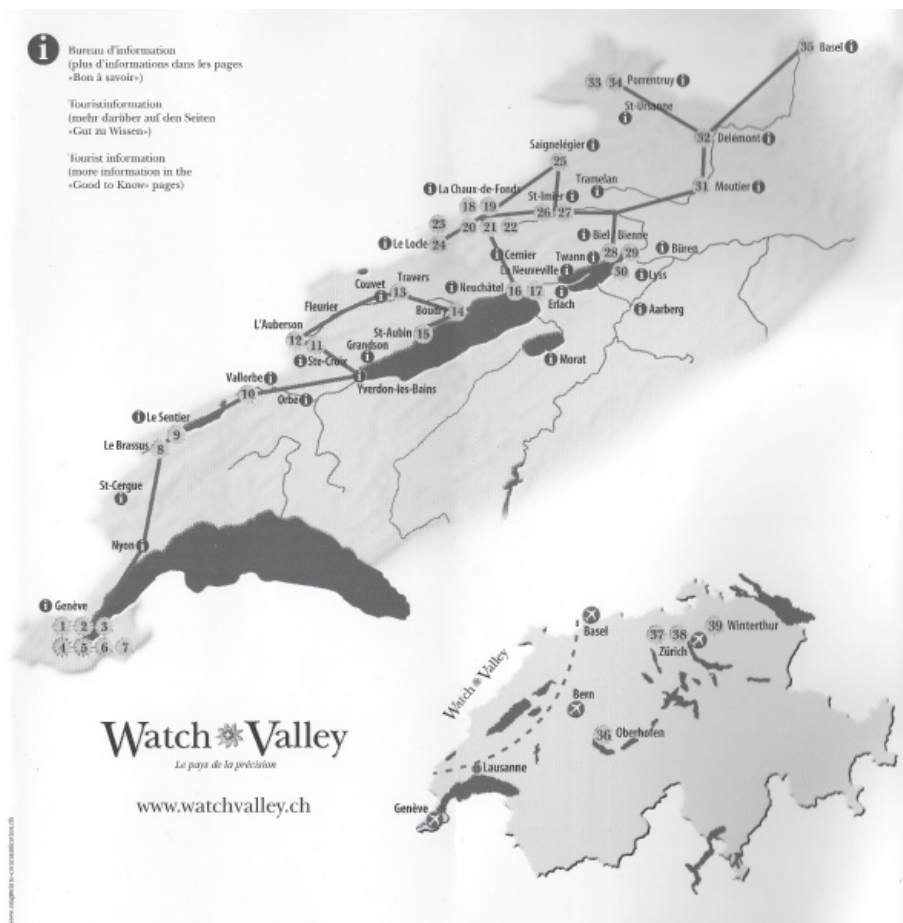 i
Bureau d'information
(plus d'informations dans les pages
«Bon à savoir»)
Touristinformation
(mehr darüber auf den Seiten
«Gut zu Wissen»)
Tourist information
(more information in the
«Good to Know» pages)
35 Basel i
33 34 Porrentruy i
St-Ursanne
i
32 Delémont i
Saignelégier i
25
Tramelan
i
31 Moutier i
i La Chaux-de-Fonds
18 19
St-Imier i
26 27
23
20 21 22
i Le Locle 24
i Cernier
i Biel Bienne
28 29
i Büren
Twann i
30 i Lyss
La Neuveville i
i Neuchâtel 16 17
i
Erlach
i Aarberg
Travers
Couvet
i 13
Fleurier
Boudry 14
St-Aubin 15
L'Auberson
12 11
i Ste-Croix
Grandson
i
i Morat
i
Yverdon-les-Bains
Vallorbe i
10
Orbe i
i Le Sentier
9
Le Brassus 8
St-Cergue
i
Nyon i
i Genève
1 2 3
4 5 6 7
Basel
37 38
39 Winterthur
Zürich
Watch Valley
Bern
36 Oberhofen
Lausanne
Genève
Watch Valley
Le pays de la précision
www.watchvalley.ch